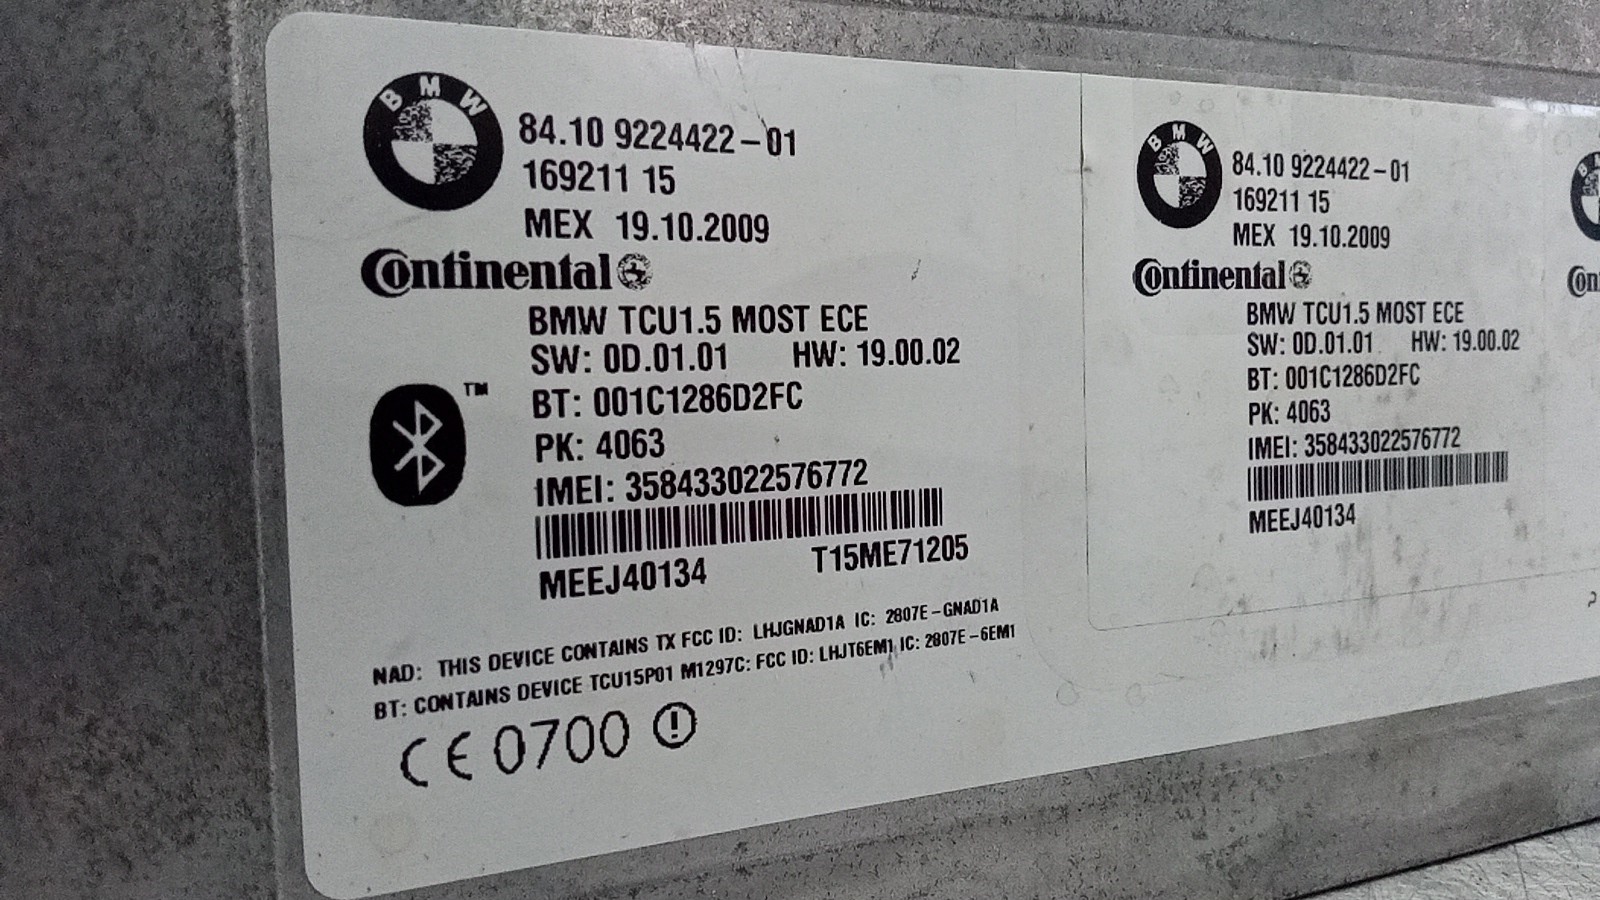 BMW
84.10 9224422-01
169211 15
MEX 19.10.2009
Continental
BMW TCU1.5 MOST ECE
SW: 0D.01.01 HW: 19.00.02
TM
BT: 001C1286D2FC
PK: 4063
IMEI: 358433022576772
MEEJ40134 T15ME71205
NAD: THIS DEVICE CONTAINS TX FCC ID: LHJGNAD1A IC: 2807E-GNAD1A
BT: CONTAINS DEVICE TCU15P01 M1297C: FCC ID: LHJT6EM1 IC: 2807E-6EM1
CE 0700
BMW
84.10 9224422-01
169211 15
MEX 19.10.2009
Continental
BMW TCU1.5 MOST ECE
SW: 0D.01.01 HW: 19.00.02
BT: 001C1286D2FC
PK: 4063
IMEI: 358433022576772
MEEJ40134
Con